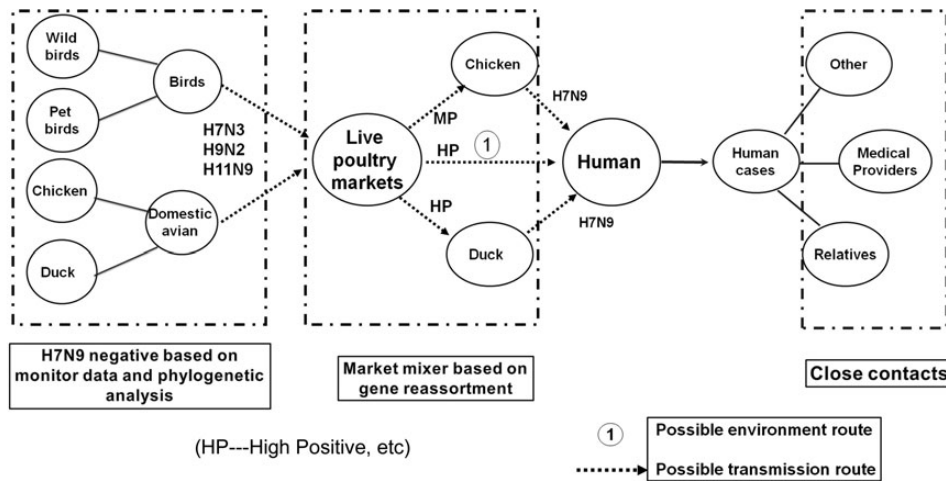 Wild
birds
Birds
Pet
birds
H7N3
H9N2
H11N9
Chicken
Domestic
avian
Duck
Chicken
MP
H7N9
1
Live
poultry
markets
HP
Human
HP
Duck
H7N9
Human
cases
Other
Medical
Providers
Relatives
H7N9 negative based on
monitor data and phylogenetic
analysis
Market mixer based on
gene reassortment
Close contacts
(HP---High Positive, etc)
1 Possible environment route
Possible transmission route